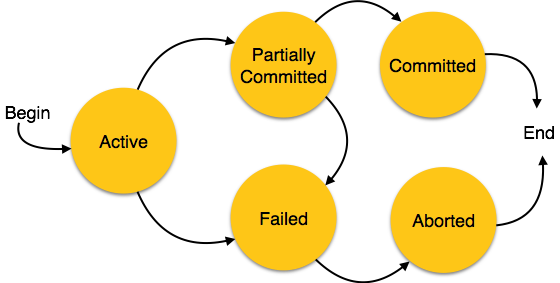 Begin
Active
Partially
Committed
Committed
End
Failed
Aborted